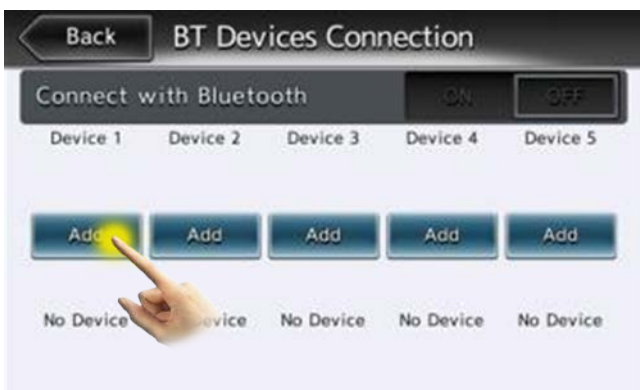 Back BT Devices Connection
Connect with Bluetooth ON OFF
Device 1 Device 2 Device 3 Device 4 Device 5
Add Add Add Add Add
No Device Device No Device No Device No Device